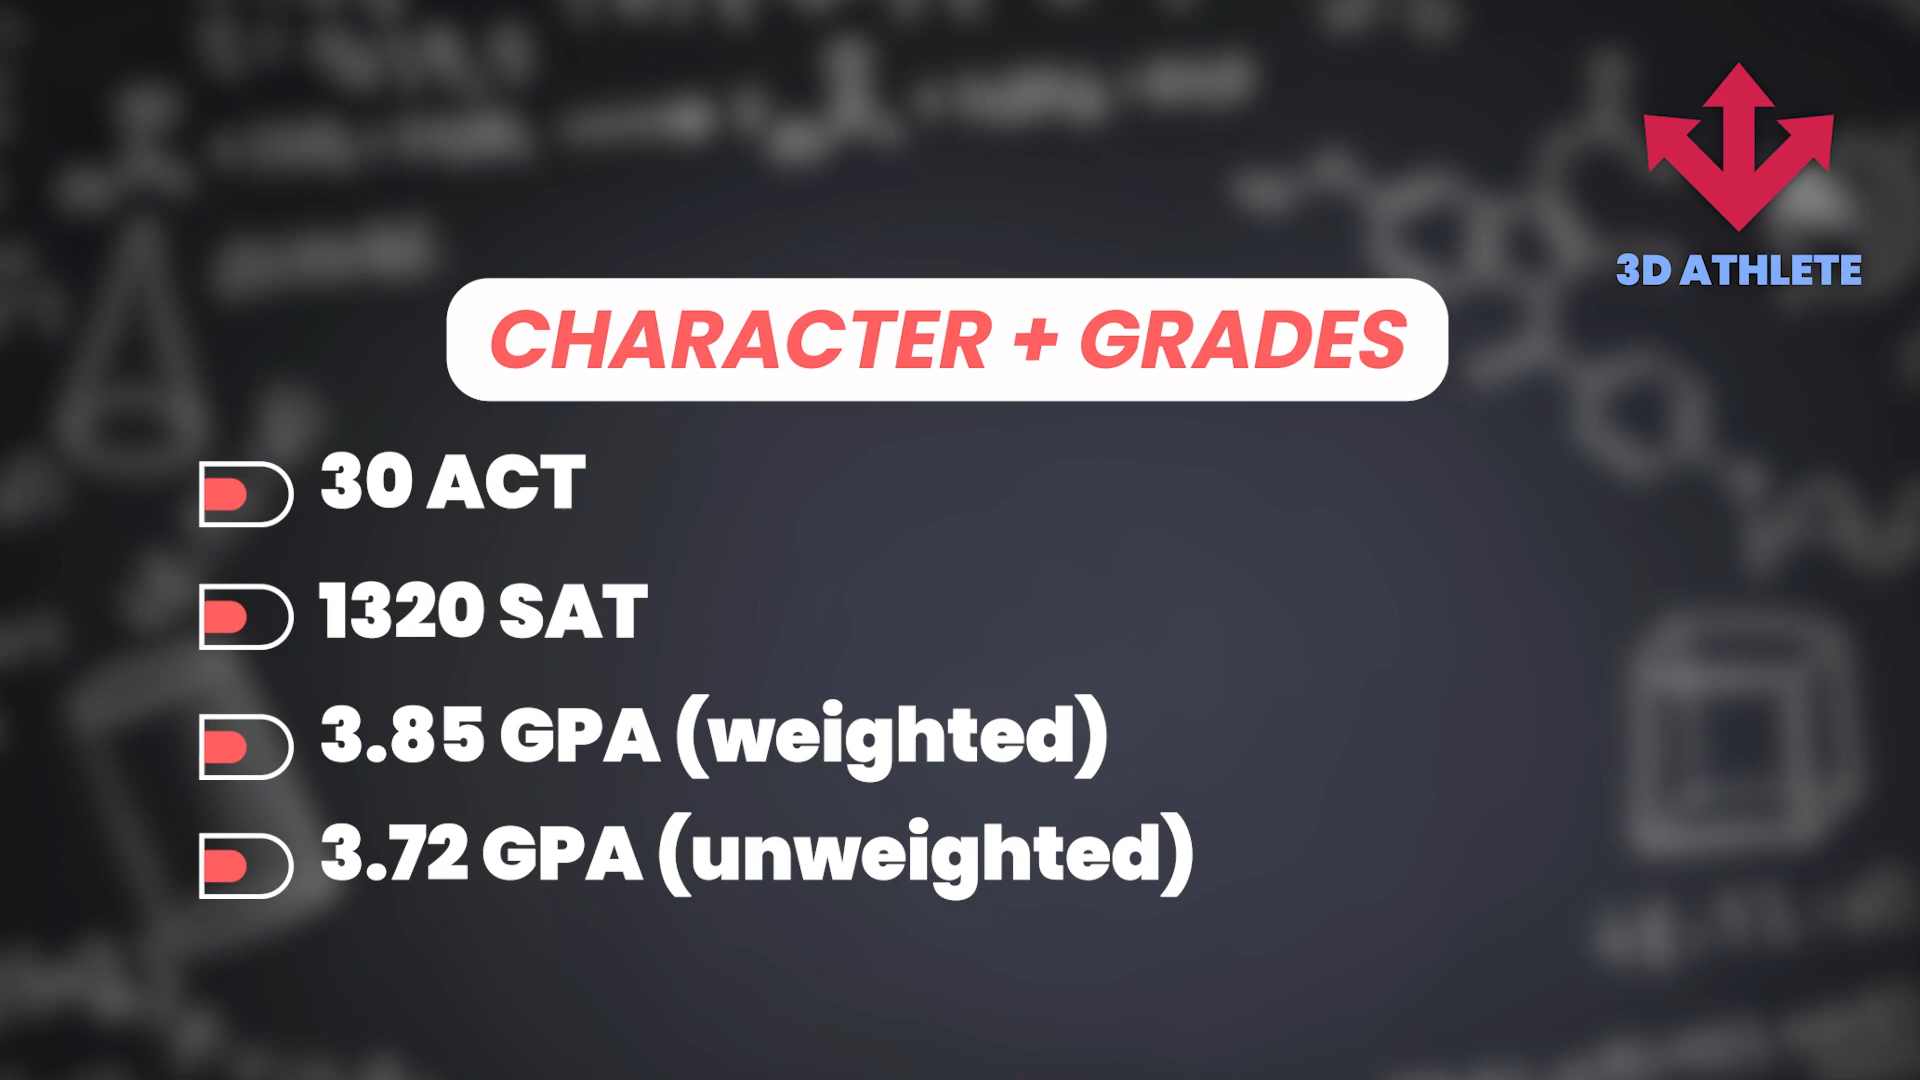 3D ATHLETE
CHARACTER + GRADES
30 ACT
1320 SAT
3.85 GPA (weighted)
3.72 GPA (unweighted)